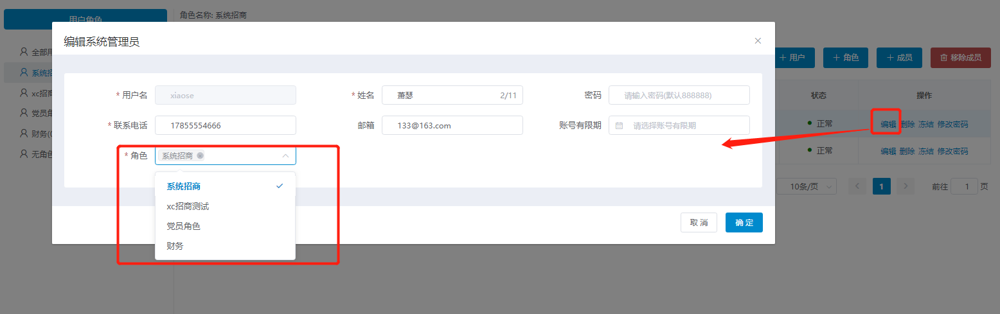 用户角色
角色名称: 系统招商
编辑系统管理员
全部用
系统招
xc招商
党员角
财务(0
无角色
* 用户名 xiaose
* 姓名 萧瑟 2/11
密码 请输入密码(默认888888)
* 联系电话 17855554666
邮箱 133@163.com
账号有限期 请选择账号有限期
* 角色 系统招商
系统招商
xc招商测试
党员角色
财务
取消 确定
用户 角色 成员 移除成员
状态 操作
正常 编辑 删除 冻结 修改密码
正常 编辑 删除 冻结 修改密码
10条/页 1 前往 1 页